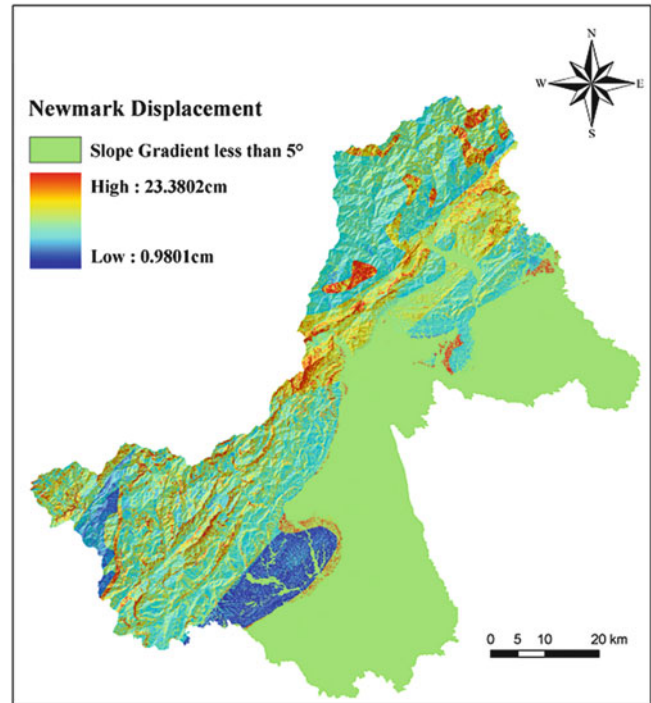 N
W E
S
Newmark Displacement
Slope Gradient less than 5°
High : 23.3802cm
Low : 0.9801cm
0 5 10 20 km